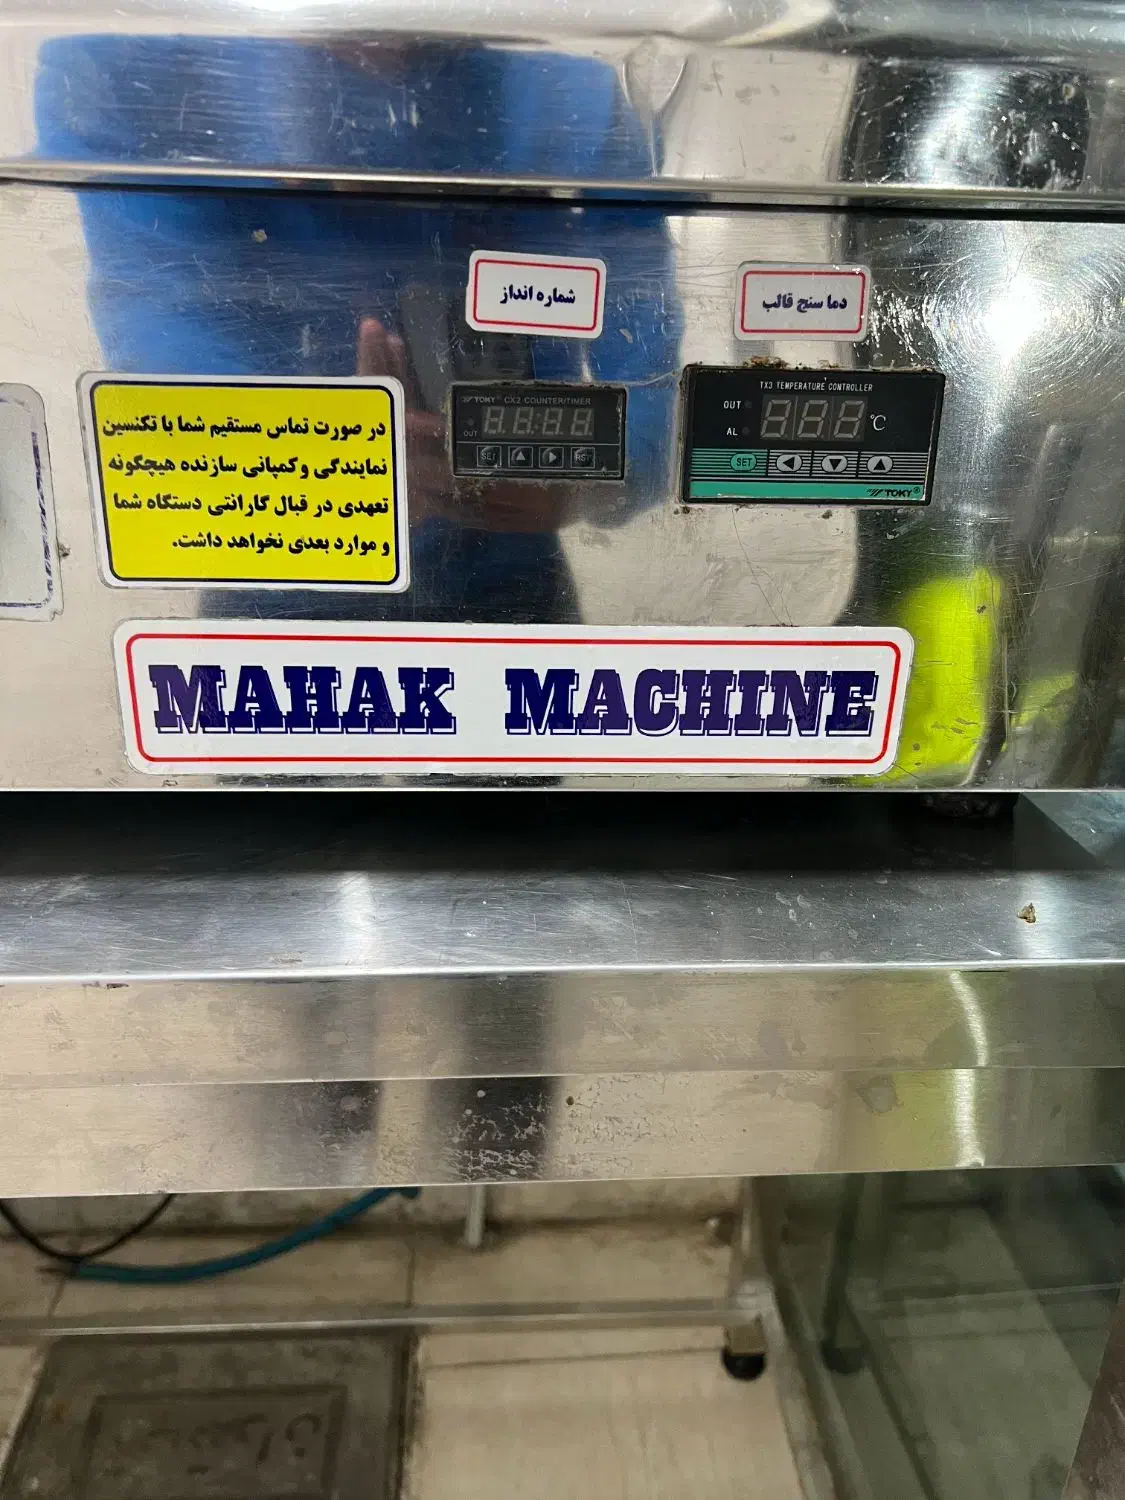 شماره انداز
دما سنج قالب
TOKY® CX2 COUNTER/TIMER
OUT
SET
RST
TX3 TEMPERATURE CONTROLLER
OUT
AL
°C
SET
TOKY®
در صورت تماس مستقیم شما با تکنسین
نمایندگی و کمپانی سازنده هیچگونه
تعهدی در قبال گارانتی دستگاه شما
و موارد بعدی نخواهد داشت.
MAHAK MACHINE